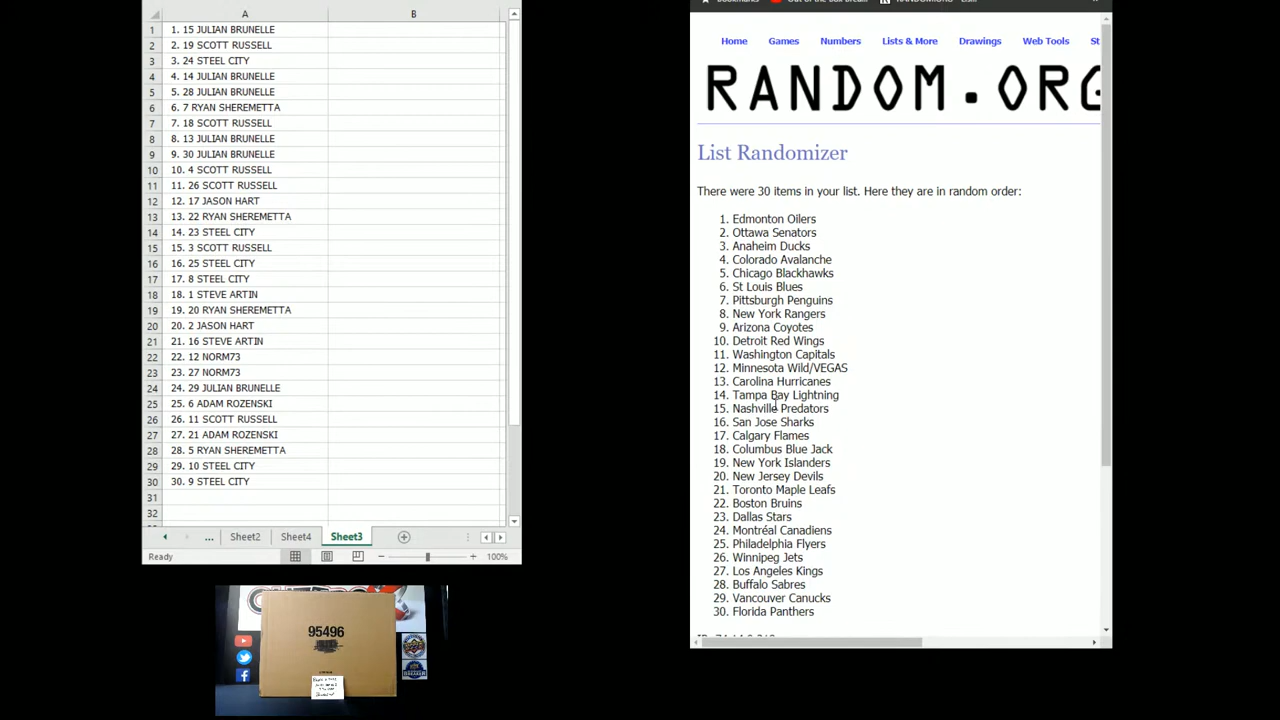 A B
1 1. 15 JULIAN BRUNELLE
2 2. 19 SCOTT RUSSELL
3 3. 24 STEEL CITY
4 4. 14 JULIAN BRUNELLE
5 5. 28 JULIAN BRUNELLE
6 6. 7 RYAN SHEREMETTA
7 7. 18 SCOTT RUSSELL
8 8. 13 JULIAN BRUNELLE
9 9. 30 JULIAN BRUNELLE
10 10. 4 SCOTT RUSSELL
11 11. 26 SCOTT RUSSELL
12 12. 17 JASON HART
13 13. 22 RYAN SHEREMETTA
14 14. 23 STEEL CITY
15 15. 3 SCOTT RUSSELL
16 16. 25 STEEL CITY
17 17. 8 STEEL CITY
18 18. 1 STEVE ARTIN
19 19. 20 RYAN SHEREMETTA
20 20. 2 JASON HART
21 21. 16 STEVE ARTIN
22 22. 12 NORM73
23 23. 27 NORM73
24 24. 29 JULIAN BRUNELLE
25 25. 6 ADAM ROZENSKI
26 26. 11 SCOTT RUSSELL
27 27. 21 ADAM ROZENSKI
28 28. 5 RYAN SHEREMETTA
29 29. 10 STEEL CITY
30 30. 9 STEEL CITY
31
32
... Sheet2 Sheet4 Sheet3
Ready 100%
95496
Home Games Numbers Lists & More Drawings Web Tools St
RANDOM.ORG
List Randomizer
There were 30 items in your list. Here they are in random order:
1. Edmonton Oilers
2. Ottawa Senators
3. Anaheim Ducks
4. Colorado Avalanche
5. Chicago Blackhawks
6. St Louis Blues
7. Pittsburgh Penguins
8. New York Rangers
9. Arizona Coyotes
10. Detroit Red Wings
11. Washington Capitals
12. Minnesota Wild/VEGAS
13. Carolina Hurricanes
14. Tampa Bay Lightning
15. Nashville Predators
16. San Jose Sharks
17. Calgary Flames
18. Columbus Blue Jack
19. New York Islanders
20. New Jersey Devils
21. Toronto Maple Leafs
22. Boston Bruins
23. Dallas Stars
24. Montréal Canadiens
25. Philadelphia Flyers
26. Winnipeg Jets
27. Los Angeles Kings
28. Buffalo Sabres
29. Vancouver Canucks
30. Florida Panthers